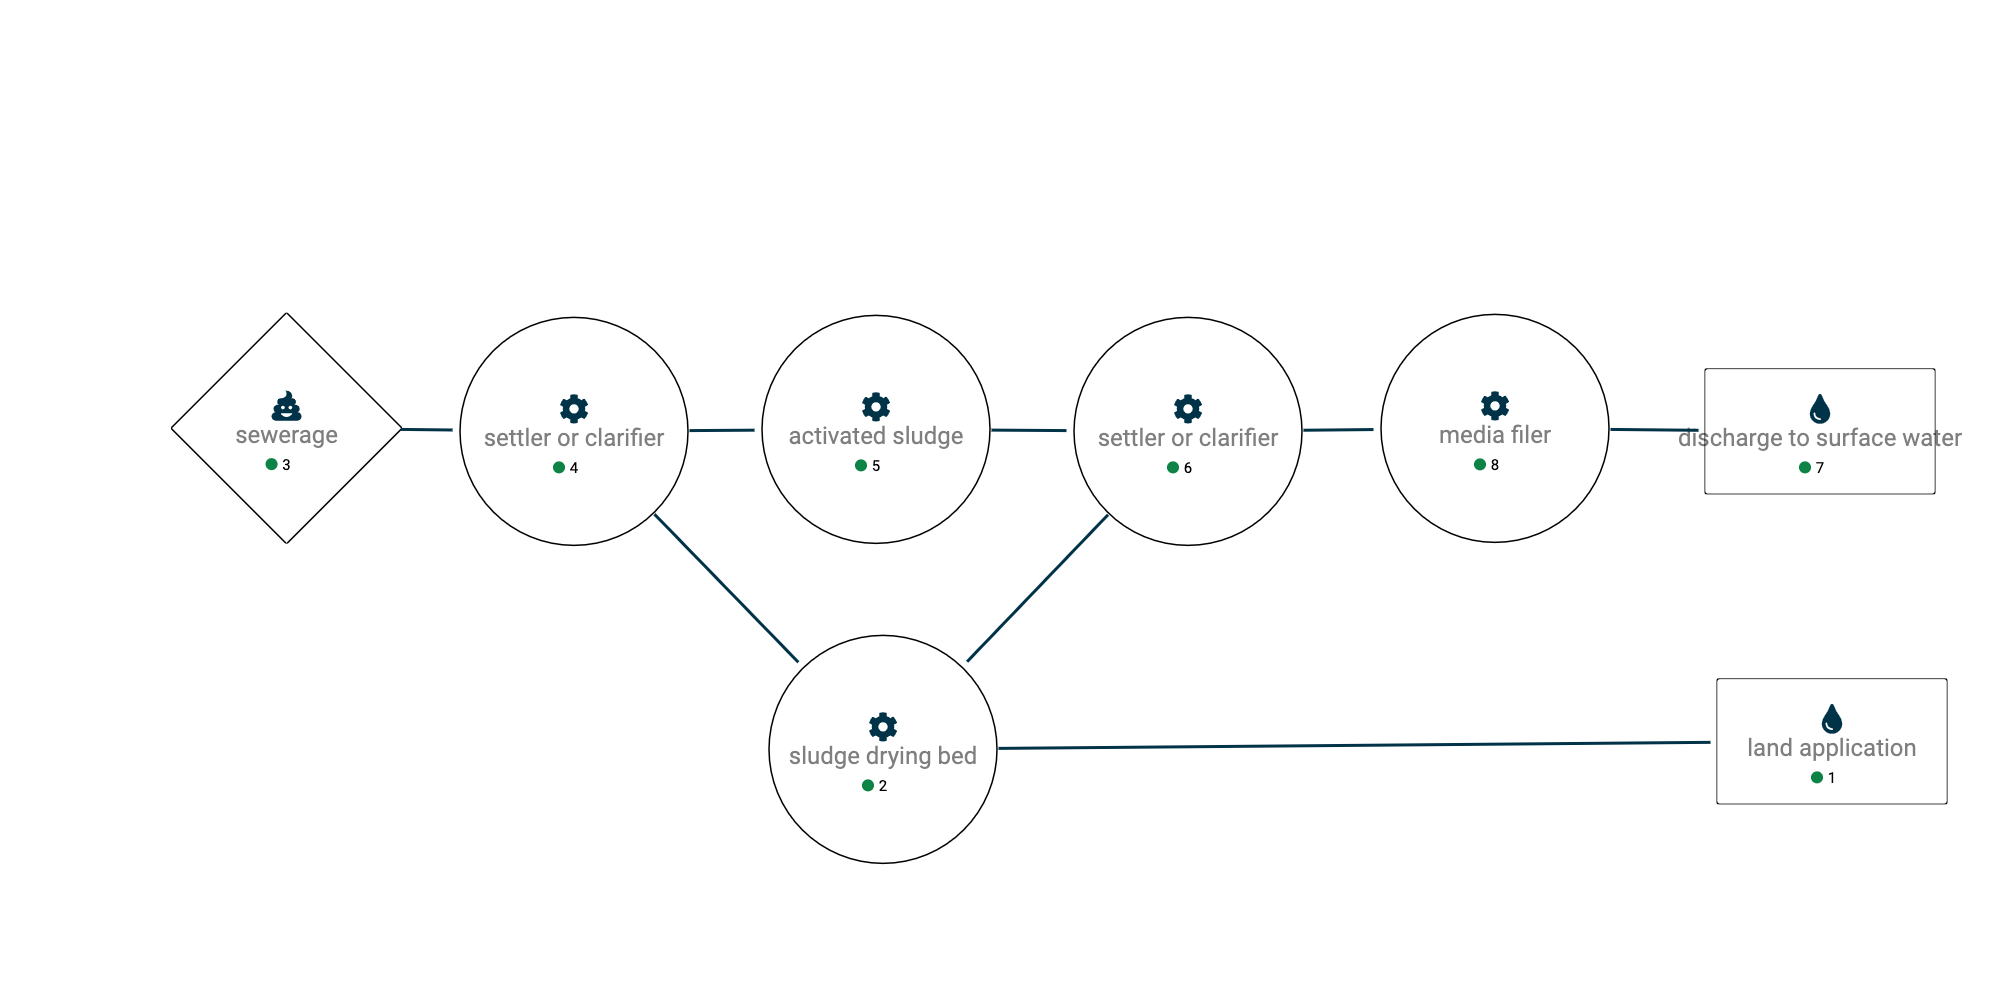 sewerage
3
settler or clarifier
4
activated sludge
5
settler or clarifier
6
media filer
8
discharge to surface water
7
sludge drying bed
2
land application
1